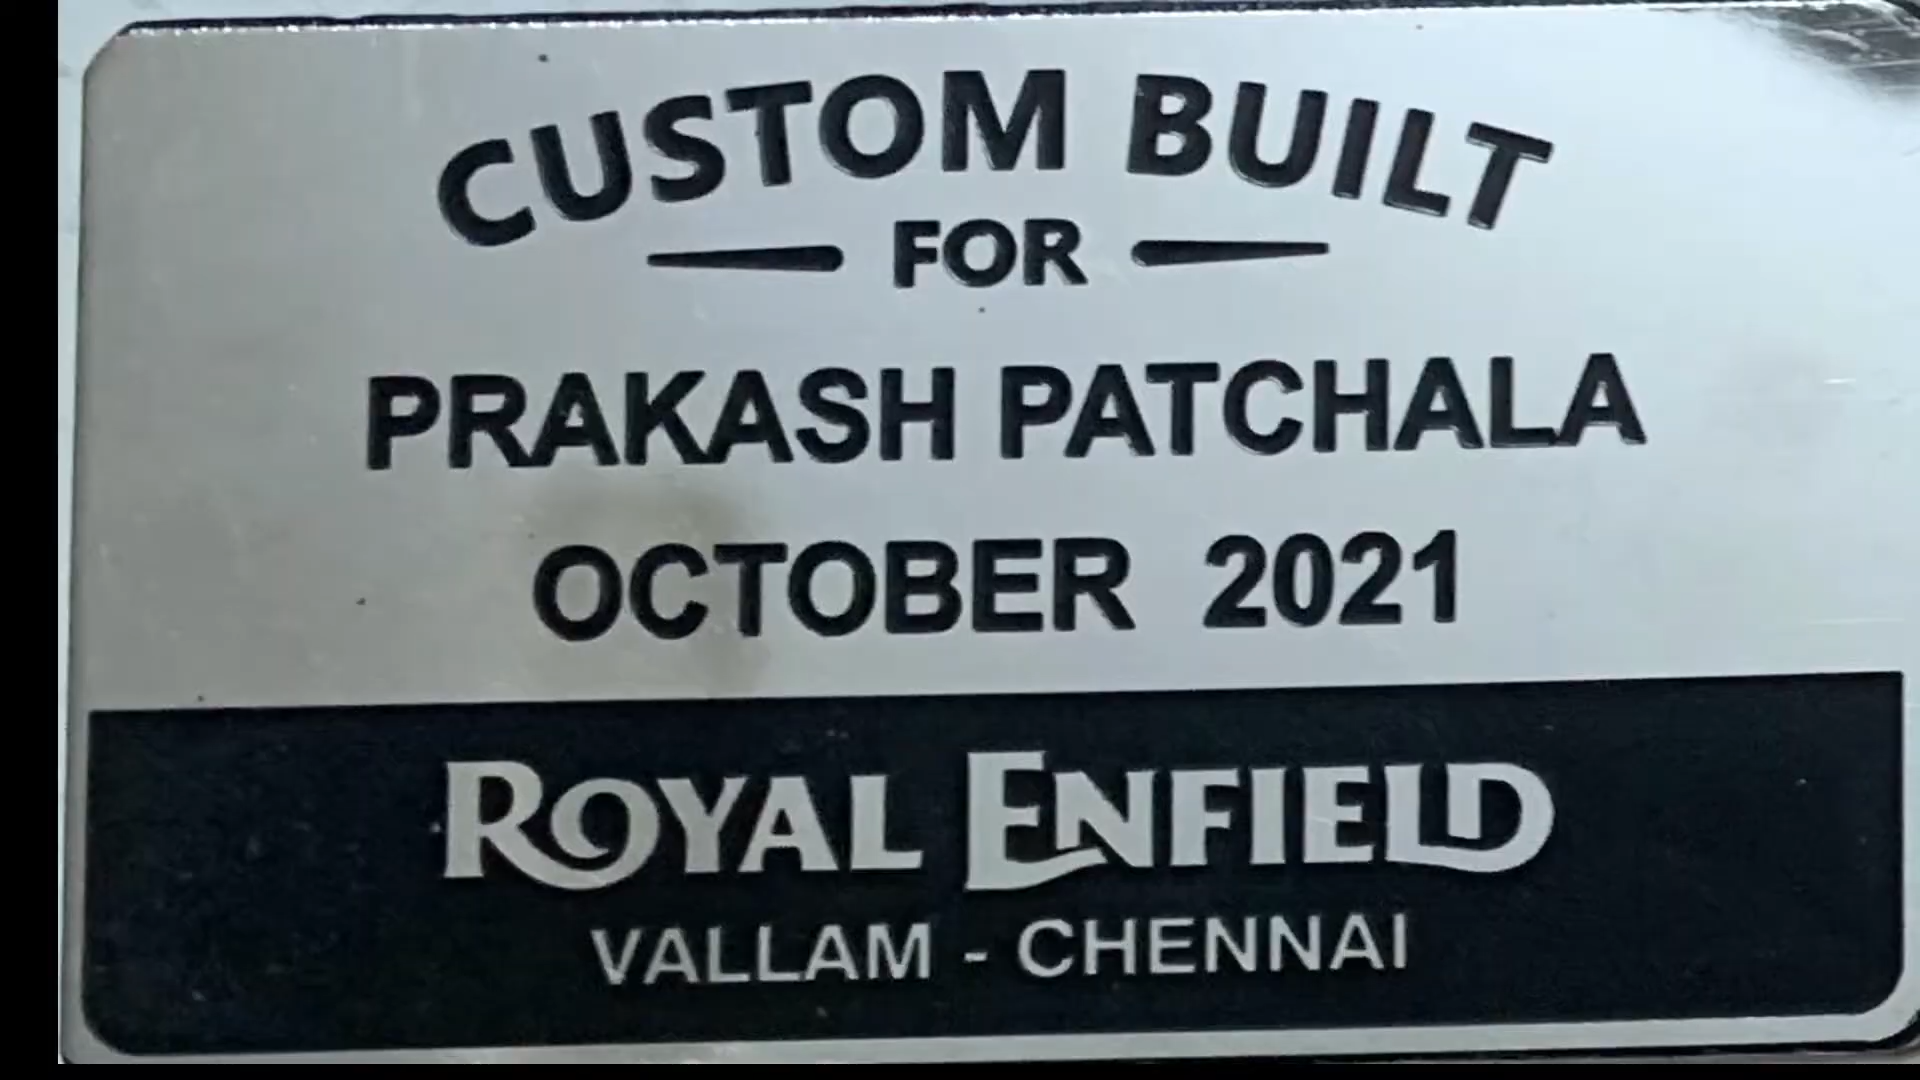 CUSTOM BUILT
FOR
PRAKASH PATCHALA
OCTOBER 2021
ROYAL ENFIELD
VALLAM - CHENNAI